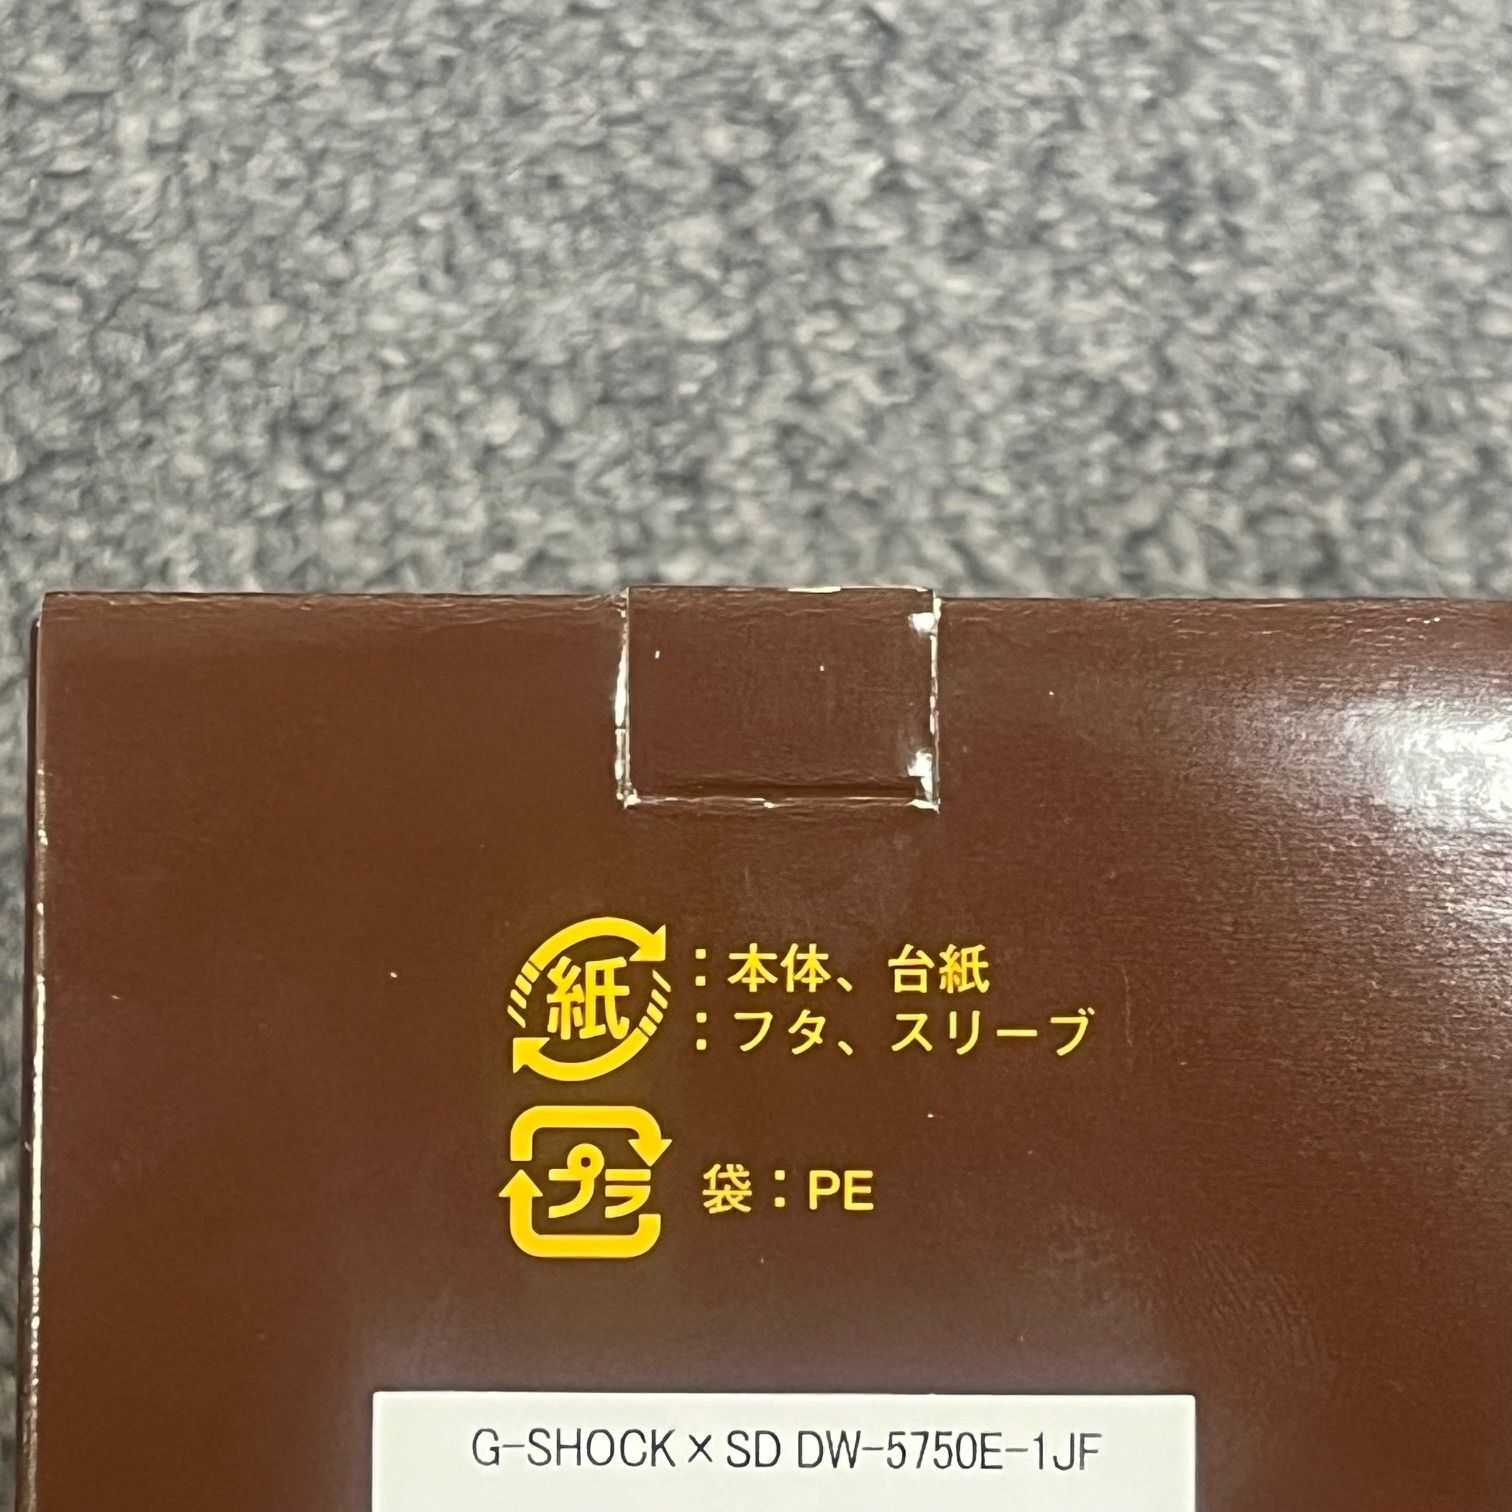 紙
：本体、台紙
：フタ、スリーブ
プラ
袋：PE
G-SHOCK×SD DW-5750E-1JF